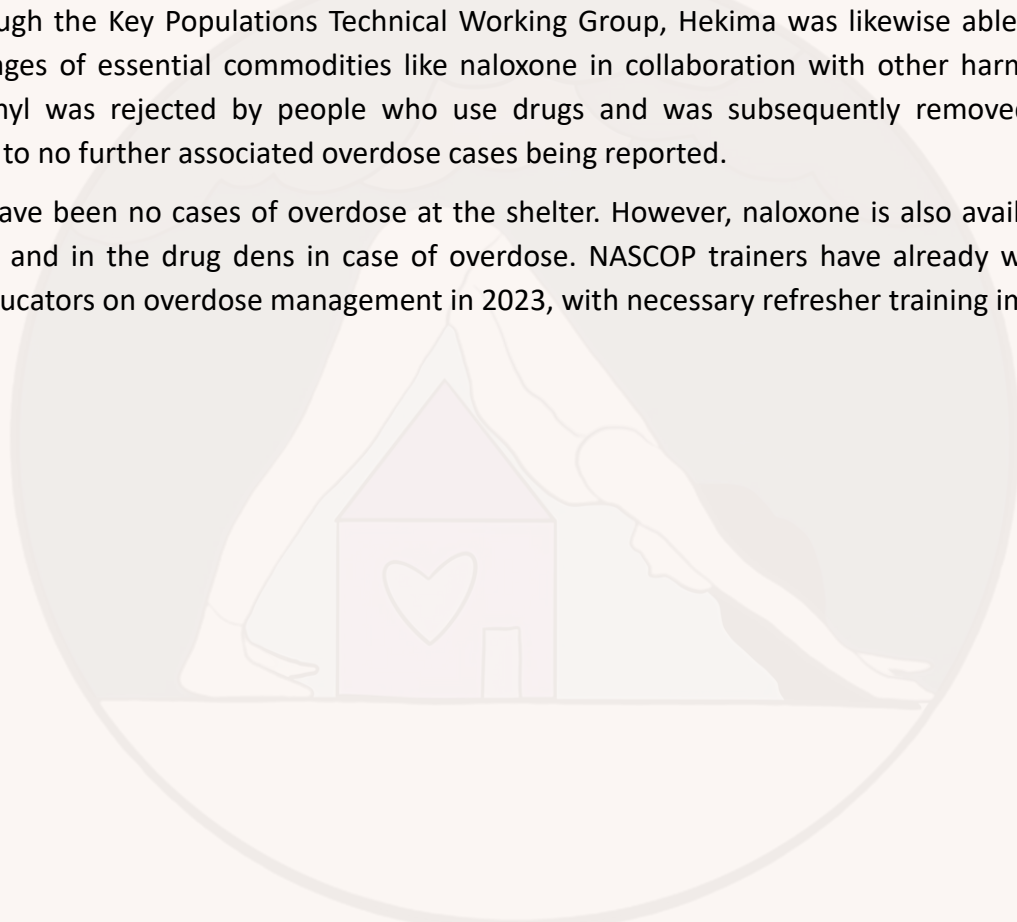 ugh the Key Populations Technical Working Group, Hekima was likewise able
ges of essential commodities like naloxone in collaboration with other harm
nyl was rejected by people who use drugs and was subsequently removed
to no further associated overdose cases being reported.
ave been no cases of overdose at the shelter. However, naloxone is also avail
and in the drug dens in case of overdose. NASCOP trainers have already w
ucators on overdose management in 2023, with necessary refresher training in